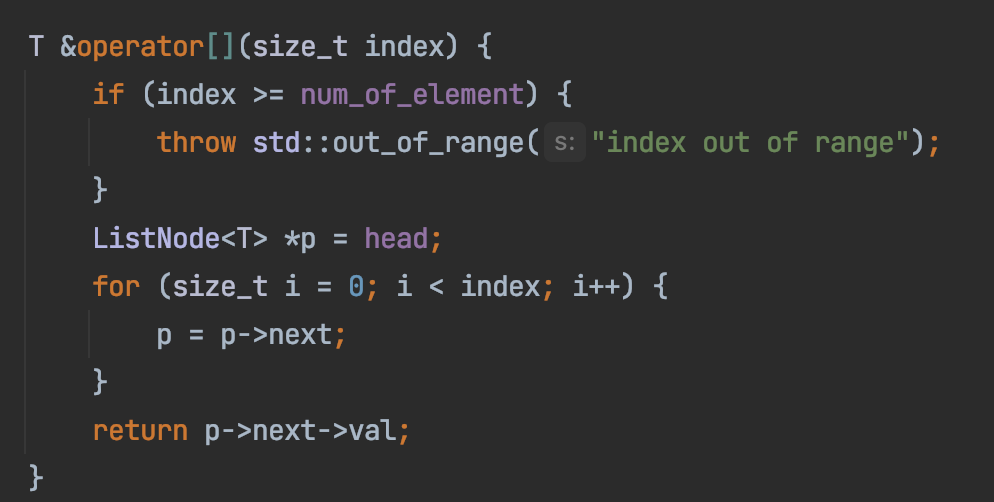 T &operator[](size_t index) {
    if (index >= num_of_element) {
        throw std::out_of_range( s: "index out of range");
    }
    ListNode<T> *p = head;
    for (size_t i = 0; i < index; i++) {
        p = p->next;
    }
    return p->next->val;
}